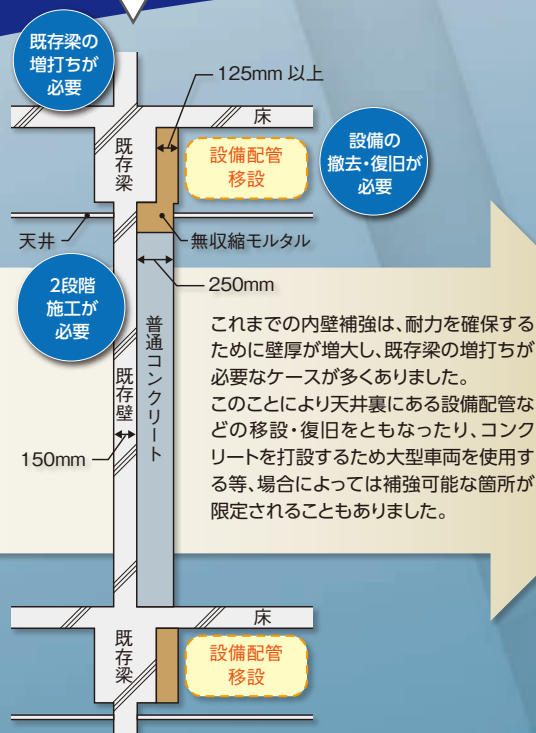 既存梁の
増打ちが
必要
125mm 以上
床
既存梁
設備配管
移設
設備の
撤去・復旧が
必要
天井
無収縮モルタル
2段階
施工が
必要
250mm
普通コンクリート
既存壁
150mm
これまでの内壁補強は、耐力を確保する
ために壁厚が増大し、既存梁の増打ちが
必要なケースが多くありました。
このことにより天井裏にある設備配管な
どの移設・復旧をともなったり、コンク
リートを打設するため大型車両を使用す
る等、場合によっては補強可能な箇所が
限定されることもありました。
床
既存梁
設備配管
移設